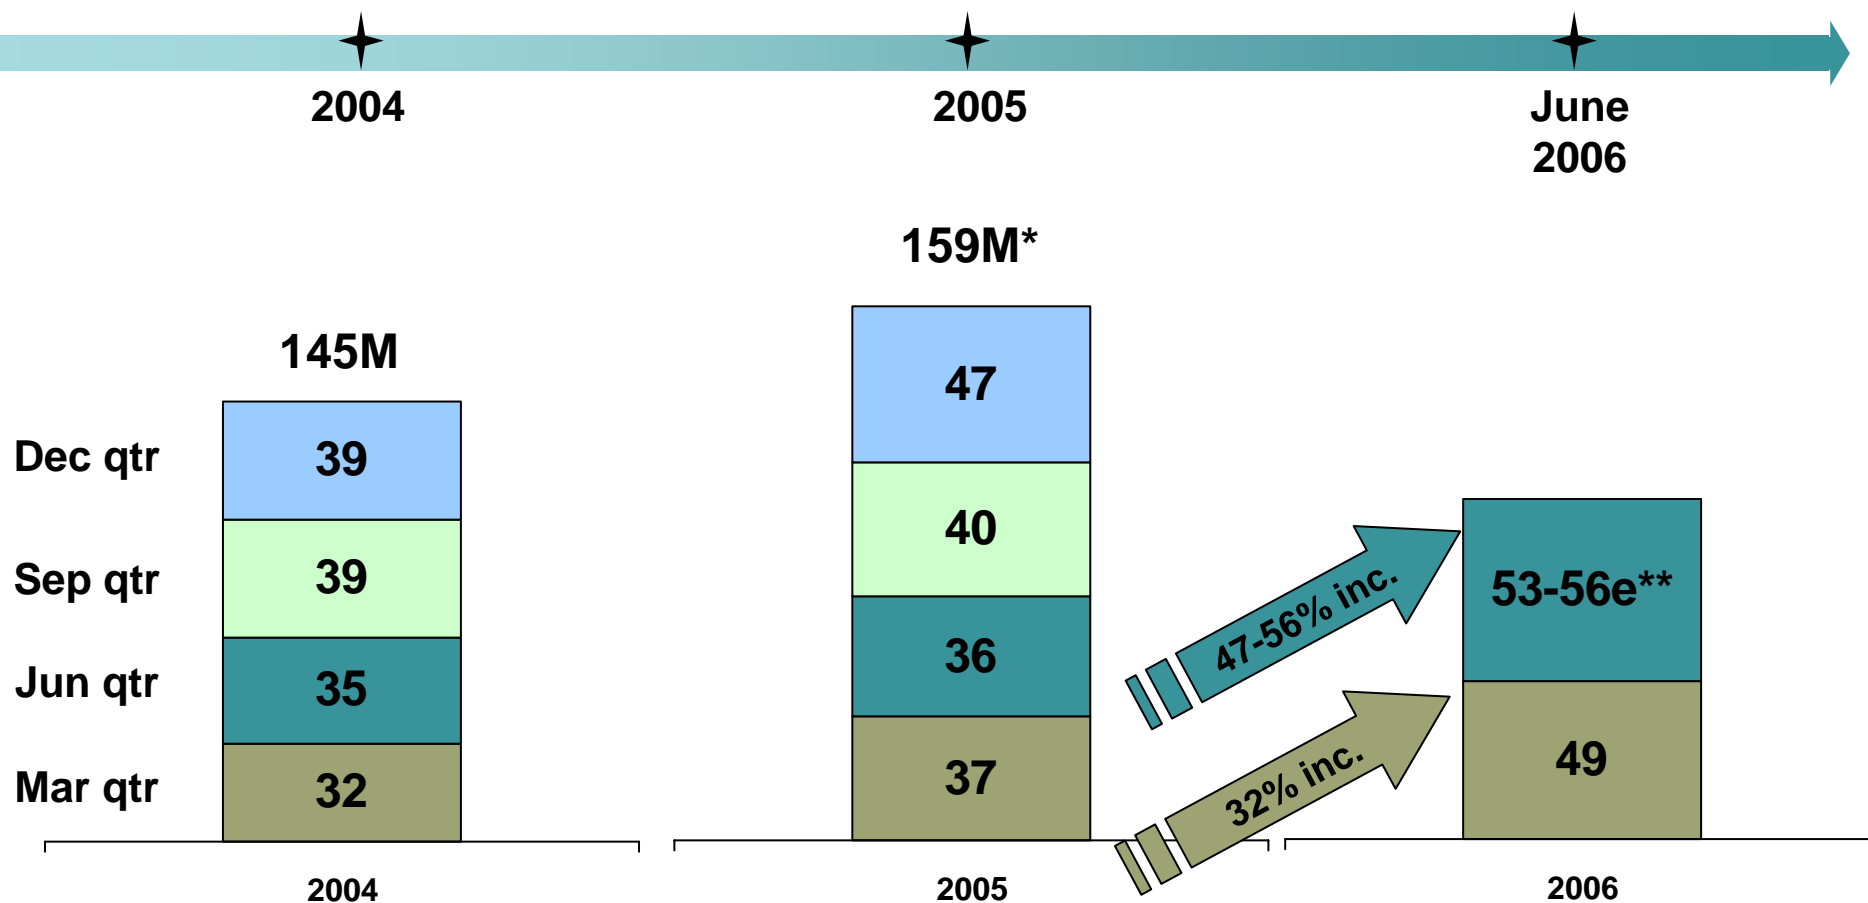 2004
2005
June
2006
145M
159M*
Dec qtr
39
47
Sep qtr
39
40
Jun qtr
35
36
47-56% inc.
53-56e**
Mar qtr
32
37
32% inc.
49
2004
2005
2006